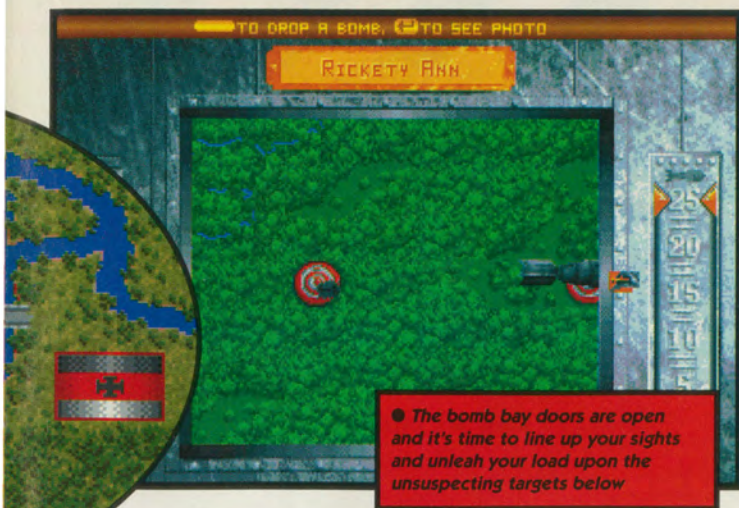 TO DROP A BOMB, TO SEE PHOTO
RICKETY ANN
25
20
15
10
5
● The bomb bay doors are open
and it's time to line up your sights
and unleah your load upon the
unsuspecting targets below